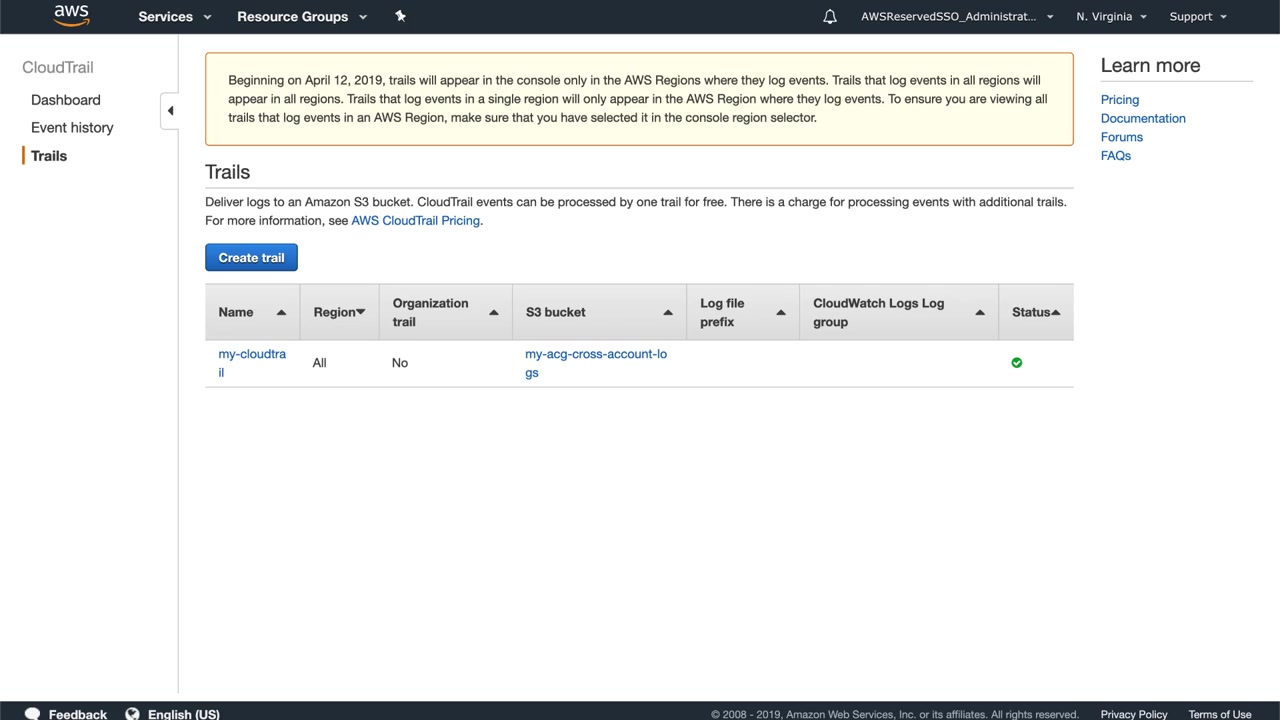 aws
Services
Resource Groups
AWSReservedSSO_Administrat...
N. Virginia
Support
CloudTrail
Dashboard
Event history
Trails
Beginning on April 12, 2019, trails will appear in the console only in the AWS Regions where they log events. Trails that log events in all regions will
appear in all regions. Trails that log events in a single region will only appear in the AWS Region where they log events. To ensure you are viewing all
trails that log events in an AWS Region, make sure that you have selected it in the console region selector.
Trails
Deliver logs to an Amazon S3 bucket. CloudTrail events can be processed by one trail for free. There is a charge for processing events with additional trails.
For more information, see AWS CloudTrail Pricing.
Create trail
Name
Region
Organization
trail
S3 bucket
Log file
prefix
CloudWatch Logs Log
group
Status
my-cloudtra
il
All
No
my-acg-cross-account-lo
gs
Learn more
Pricing
Documentation
Forums
FAQs
Feedback
English (US)
© 2008 - 2019, Amazon Web Services, Inc. or its affiliates. All rights reserved.
Privacy Policy
Terms of Use